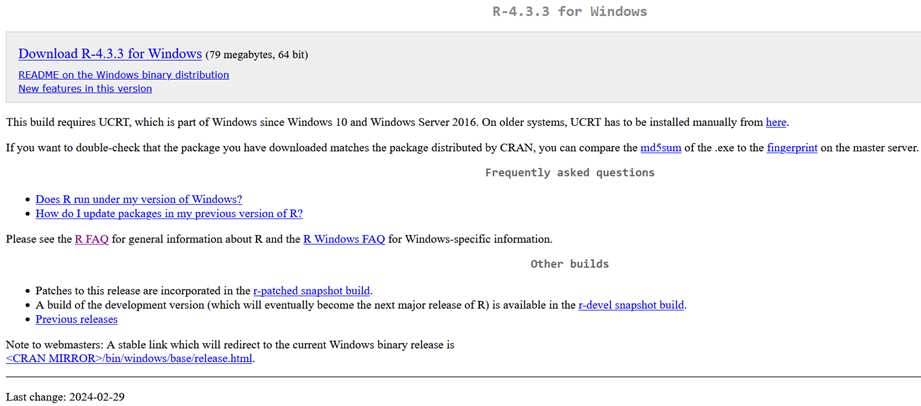 R-4.3.3 for Windows
Download R-4.3.3 for Windows (79 megabytes, 64 bit)
README on the Windows binary distribution
New features in this version
This build requires UCRT, which is part of Windows since Windows 10 and Windows Server 2016. On older systems, UCRT has to be installed manually from here.
If you want to double-check that the package you have downloaded matches the package distributed by CRAN, you can compare the md5sum of the .exe to the fingerprint on the master server.
Frequently asked questions
• Does R run under my version of Windows?
• How do I update packages in my previous version of R?
Please see the R FAQ for general information about R and the R Windows FAQ for Windows-specific information.
Other builds
• Patches to this release are incorporated in the r-patched snapshot build.
• A build of the development version (which will eventually become the next major release of R) is available in the r-devel snapshot build.
• Previous releases
Note to webmasters: A stable link which will redirect to the current Windows binary release is
<CRAN MIRROR>/bin/windows/base/release.html.
Last change: 2024-02-29